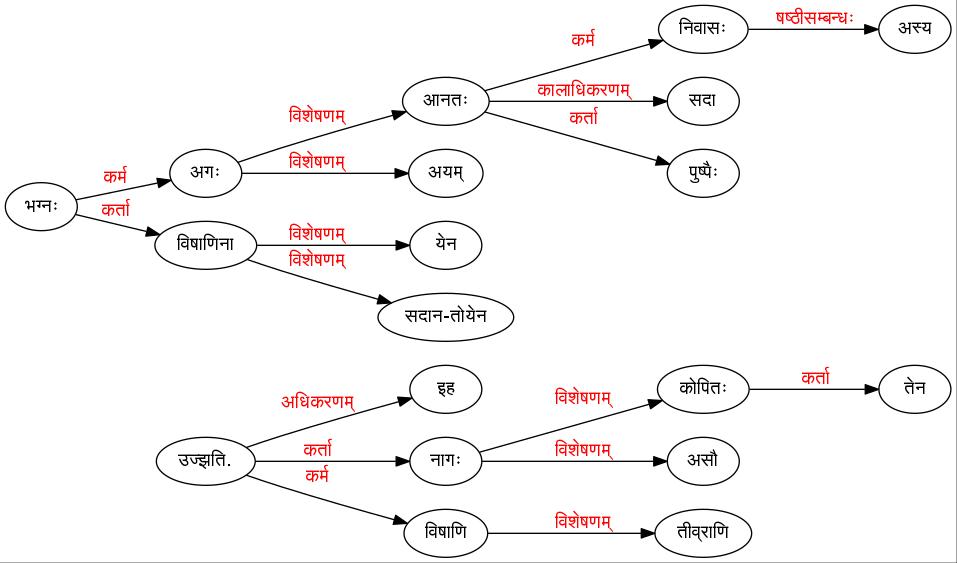 कर्म
निवासः
षष्ठीसम्बन्धः
अस्य
आनतः
कालाधिकरणम्
सदा
विशेषणम्
कर्ता
कर्म
अगः
विशेषणम्
अयम्
पुष्पैः
भग्नः
कर्ता
विषाणिना
विशेषणम्
येन
विशेषणम्
सदान-तोयेन
अधिकरणम्
इह
विशेषणम्
कोपितः
कर्ता
तेन
उज्झति.
कर्ता
नागः
विशेषणम्
असौ
कर्म
विषाणि
विशेषणम्
तीव्राणि